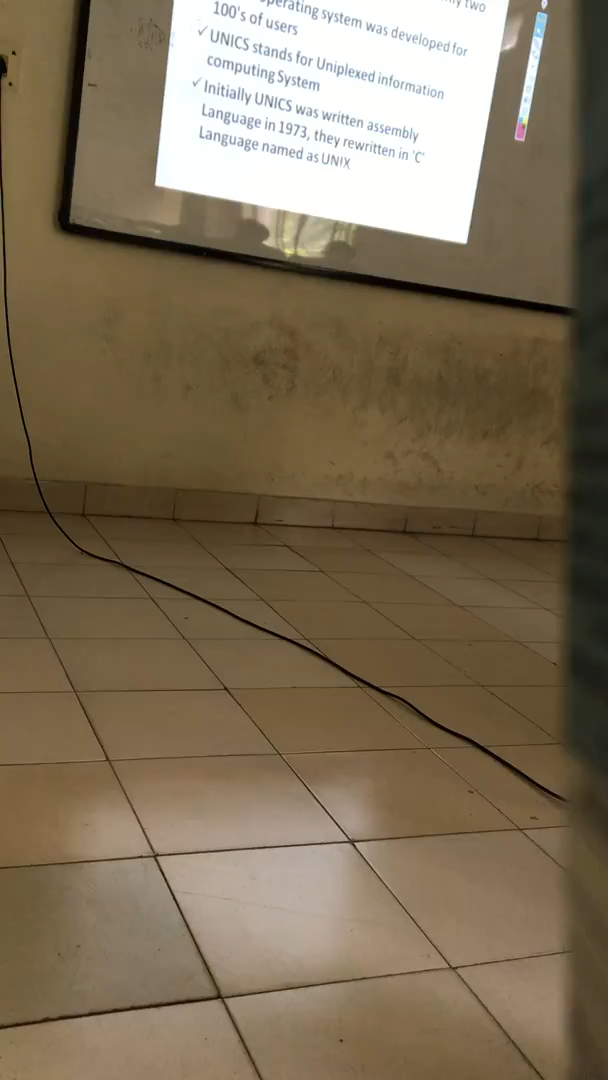 two
operating system was developed for
100's of users
✓ UNICS stands for Uniplexed information
computing System
✓ Initially UNICS was written assembly
Language in 1973, they rewritten in 'C'
Language named as UNIX